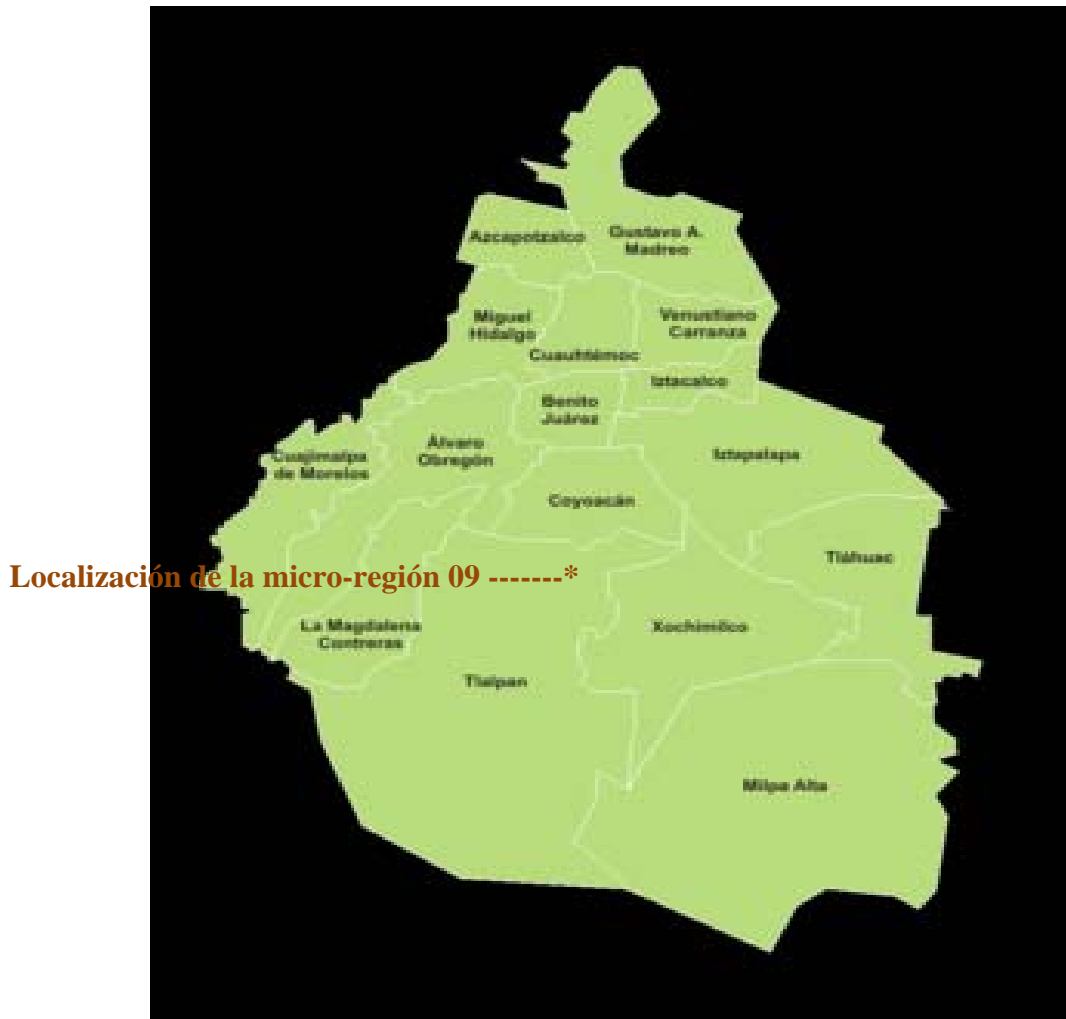 Azcapotzalco
Gustavo A.
Madreo
Miguel
Hidalgo
Venustiano
Carranza
Cuauhtémoc
Iztacalco
Benito
Juárez
Álvaro
Obregón
Cuajimalpa
de Morelos
Iztapalapa
Coyoacán
Tláhuac
Localización de la micro-región 09 -------*
La Magdalena
Contreras
Xochimilco
Tlalpan
Milpa Alta